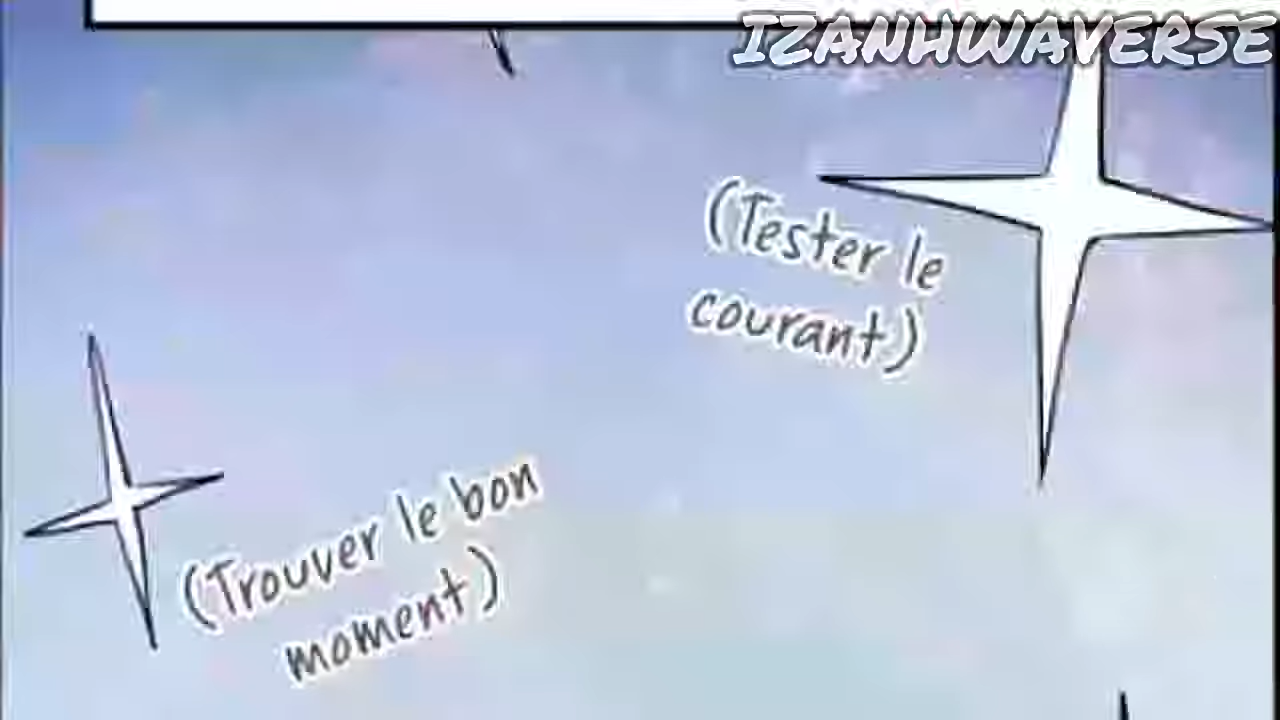 IZANHWAVERSE
(Tester le
courant)
(Trouver le bon
moment)